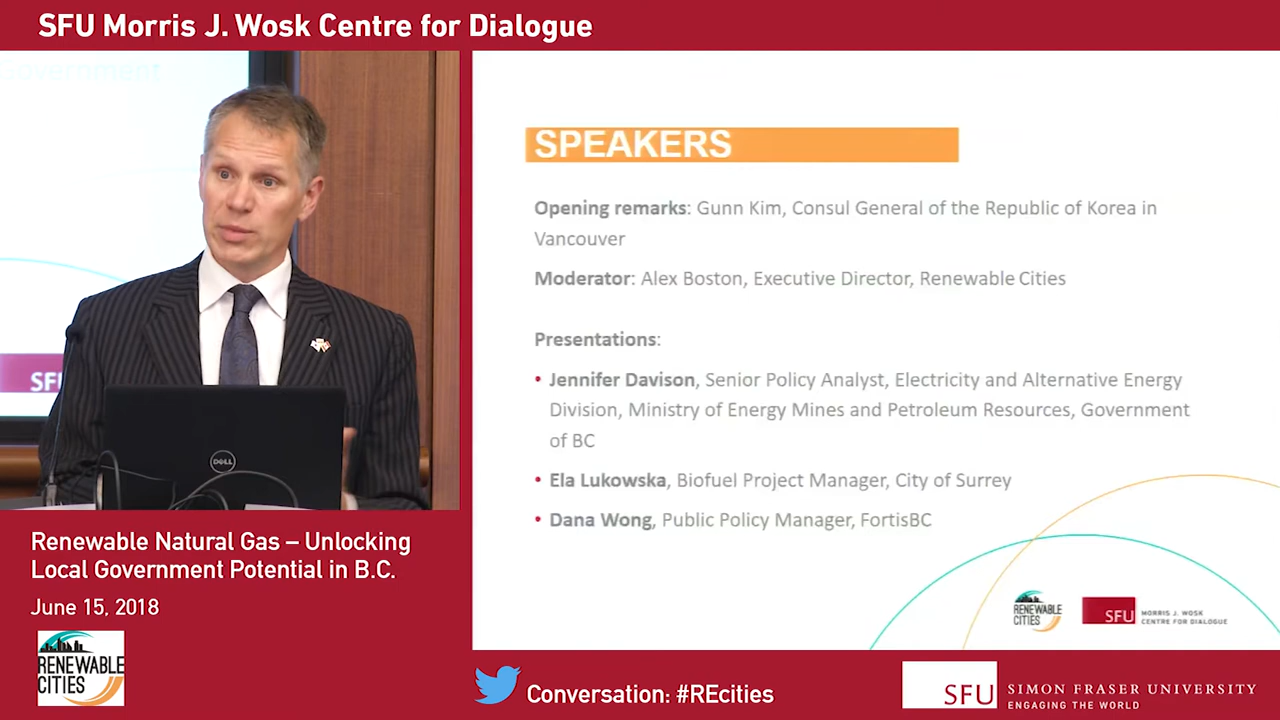 SFU Morris J. Wosk Centre for Dialogue
Government
SF
DELL
SPEAKERS
Opening remarks: Gunn Kim, Consul General of the Republic of Korea in
Vancouver
Moderator: Alex Boston, Executive Director, Renewable Cities
Presentations:
• Jennifer Davison, Senior Policy Analyst, Electricity and Alternative Energy
Division, Ministry of Energy Mines and Petroleum Resources, Government
of BC
• Ela Lukowska, Biofuel Project Manager, City of Surrey
• Dana Wong, Public Policy Manager, FortisBC
RENEWABLE
CITIES
SFU
MORRIS J. WOSK
CENTRE FOR DIALOGUE
Renewable Natural Gas – Unlocking
Local Government Potential in B.C.
June 15, 2018
RENEWABLE
CITIES
Conversation: #REcities
SFU
SIMON FRASER UNIVERSITY
ENGAGING THE WORLD